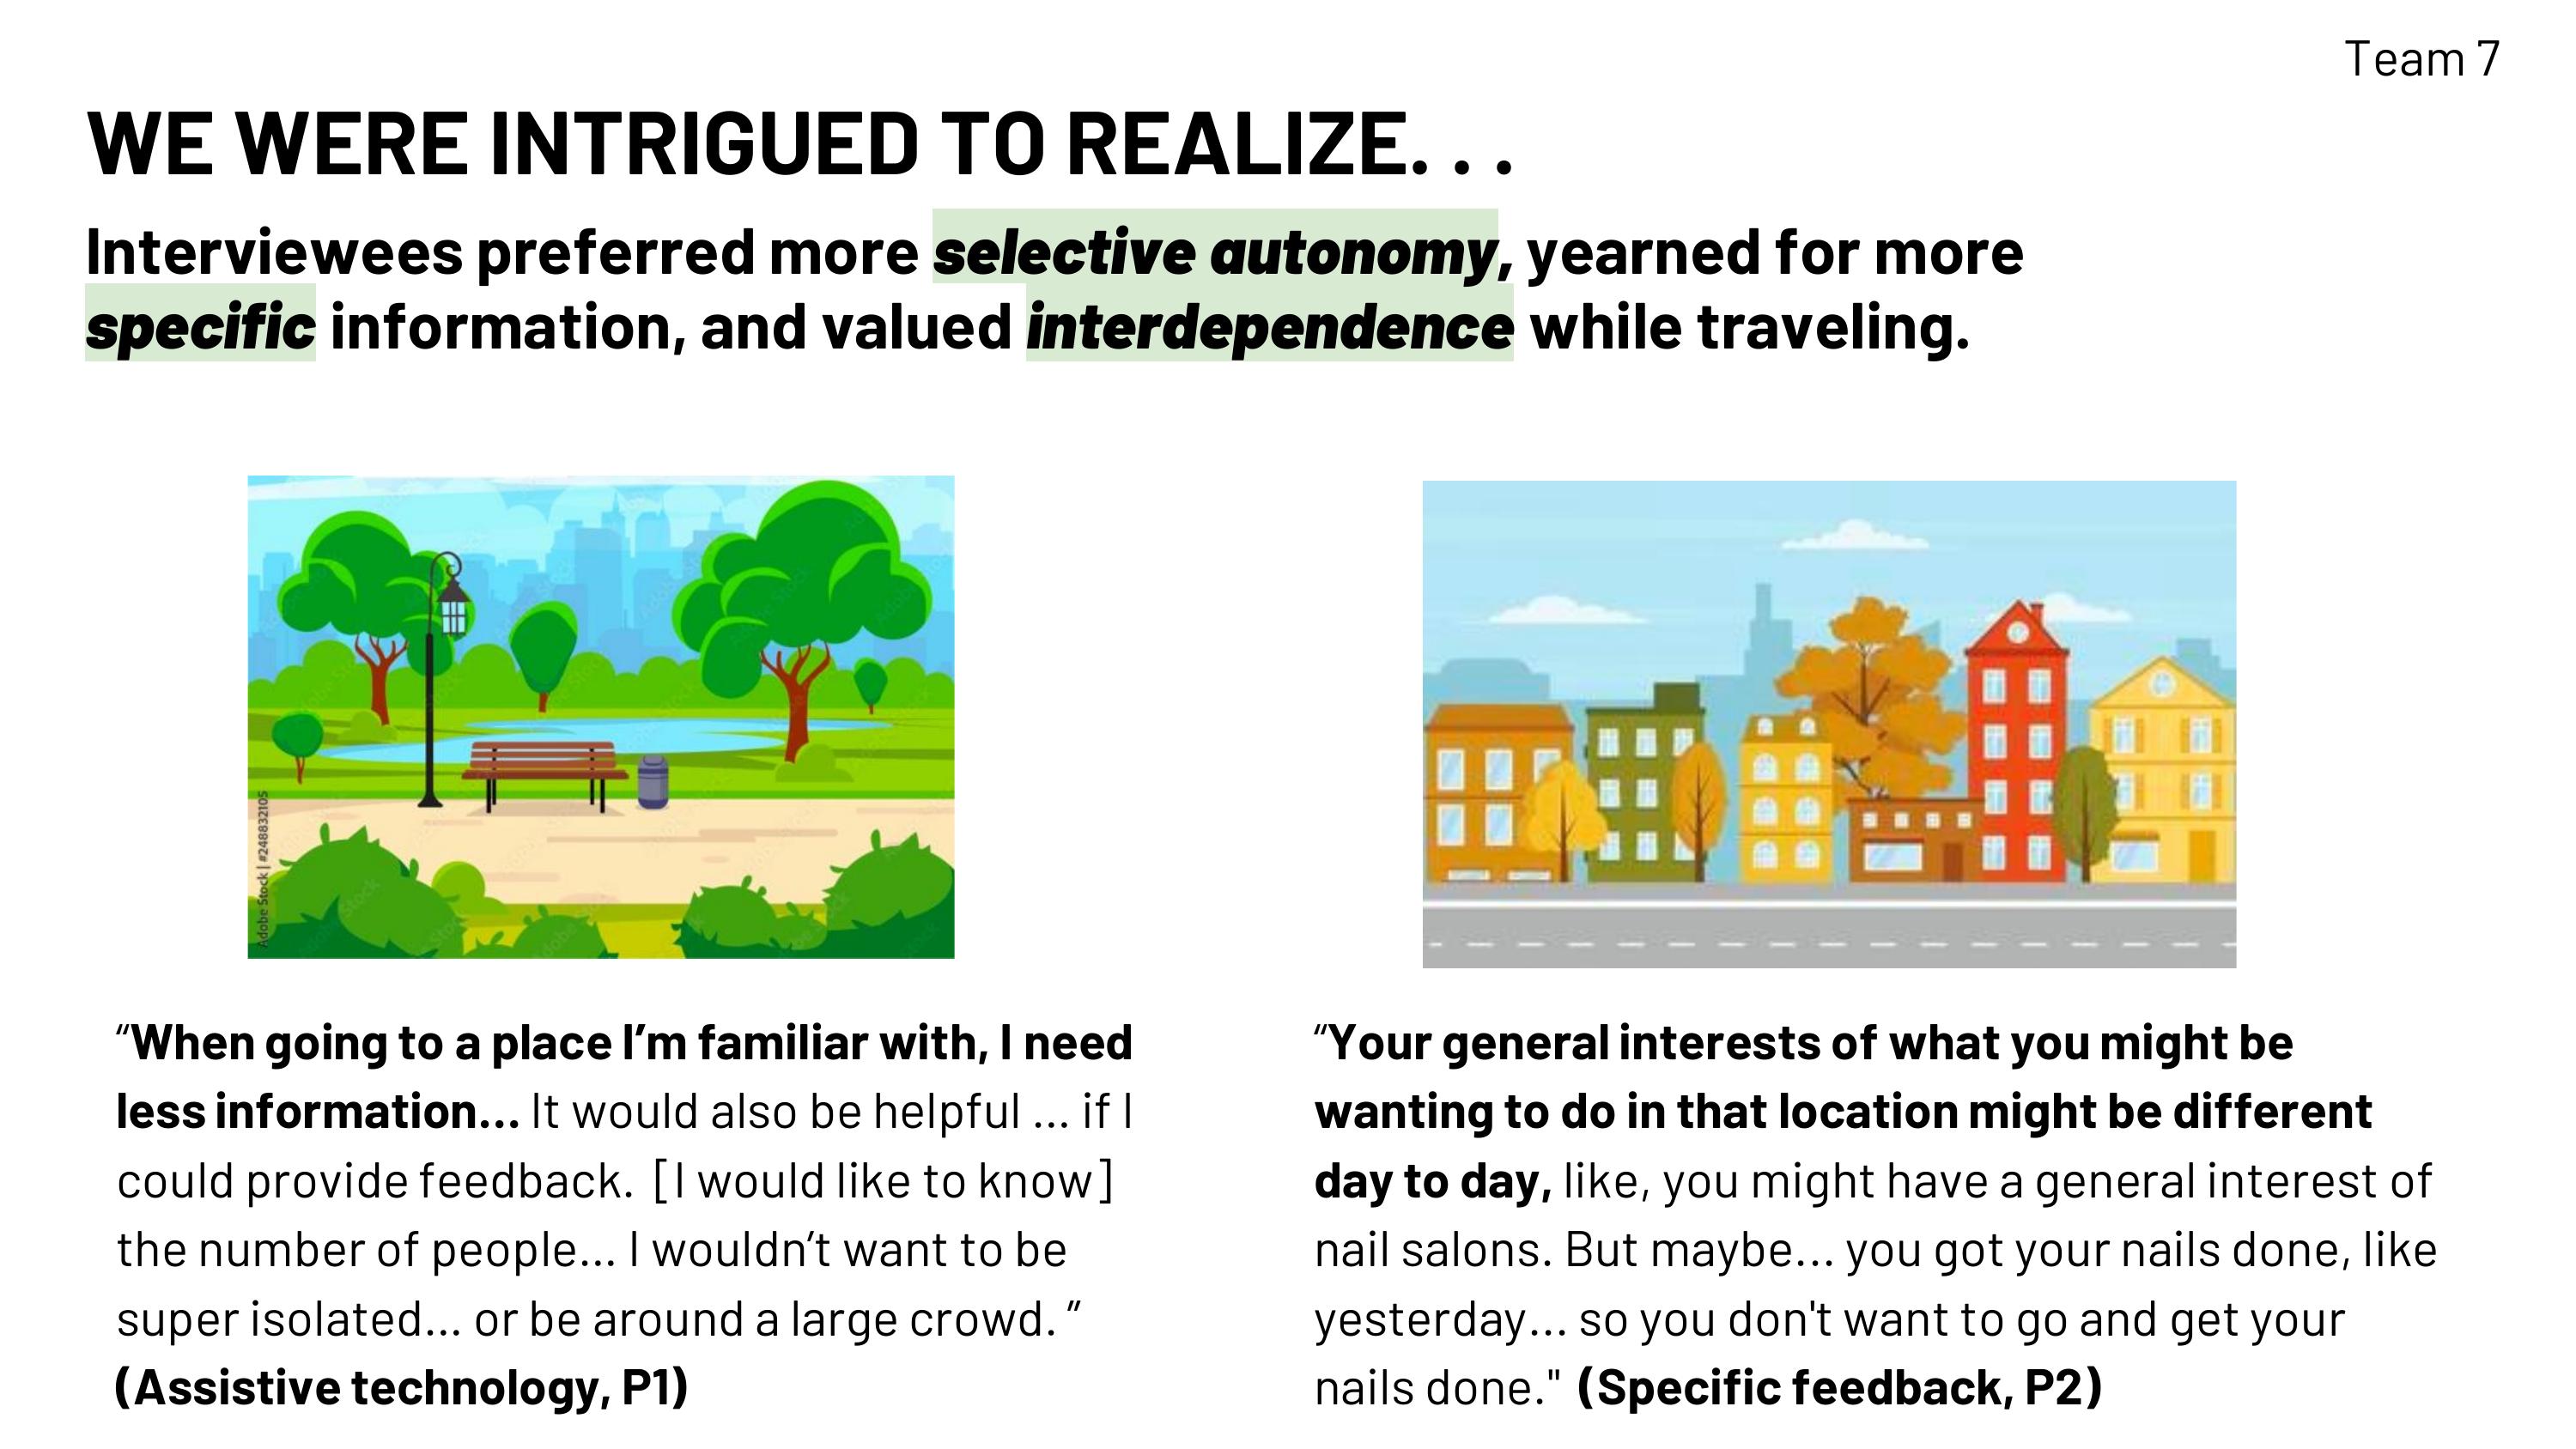 Team 7
WE WERE INTRIGUED TO REALIZE. . .
Interviewees preferred more selective autonomy, yearned for more
specific information, and valued interdependence while traveling.
Adobe Stock | #248832105
“When going to a place I’m familiar with, I need
less information… It would also be helpful … if I
could provide feedback. [I would like to know]
the number of people… I wouldn’t want to be
super isolated… or be around a large crowd. ”
(Assistive technology, P1)
“Your general interests of what you might be
wanting to do in that location might be different
day to day, like, you might have a general interest of
nail salons. But maybe... you got your nails done, like
yesterday... so you don't want to go and get your
nails done." (Specific feedback, P2)